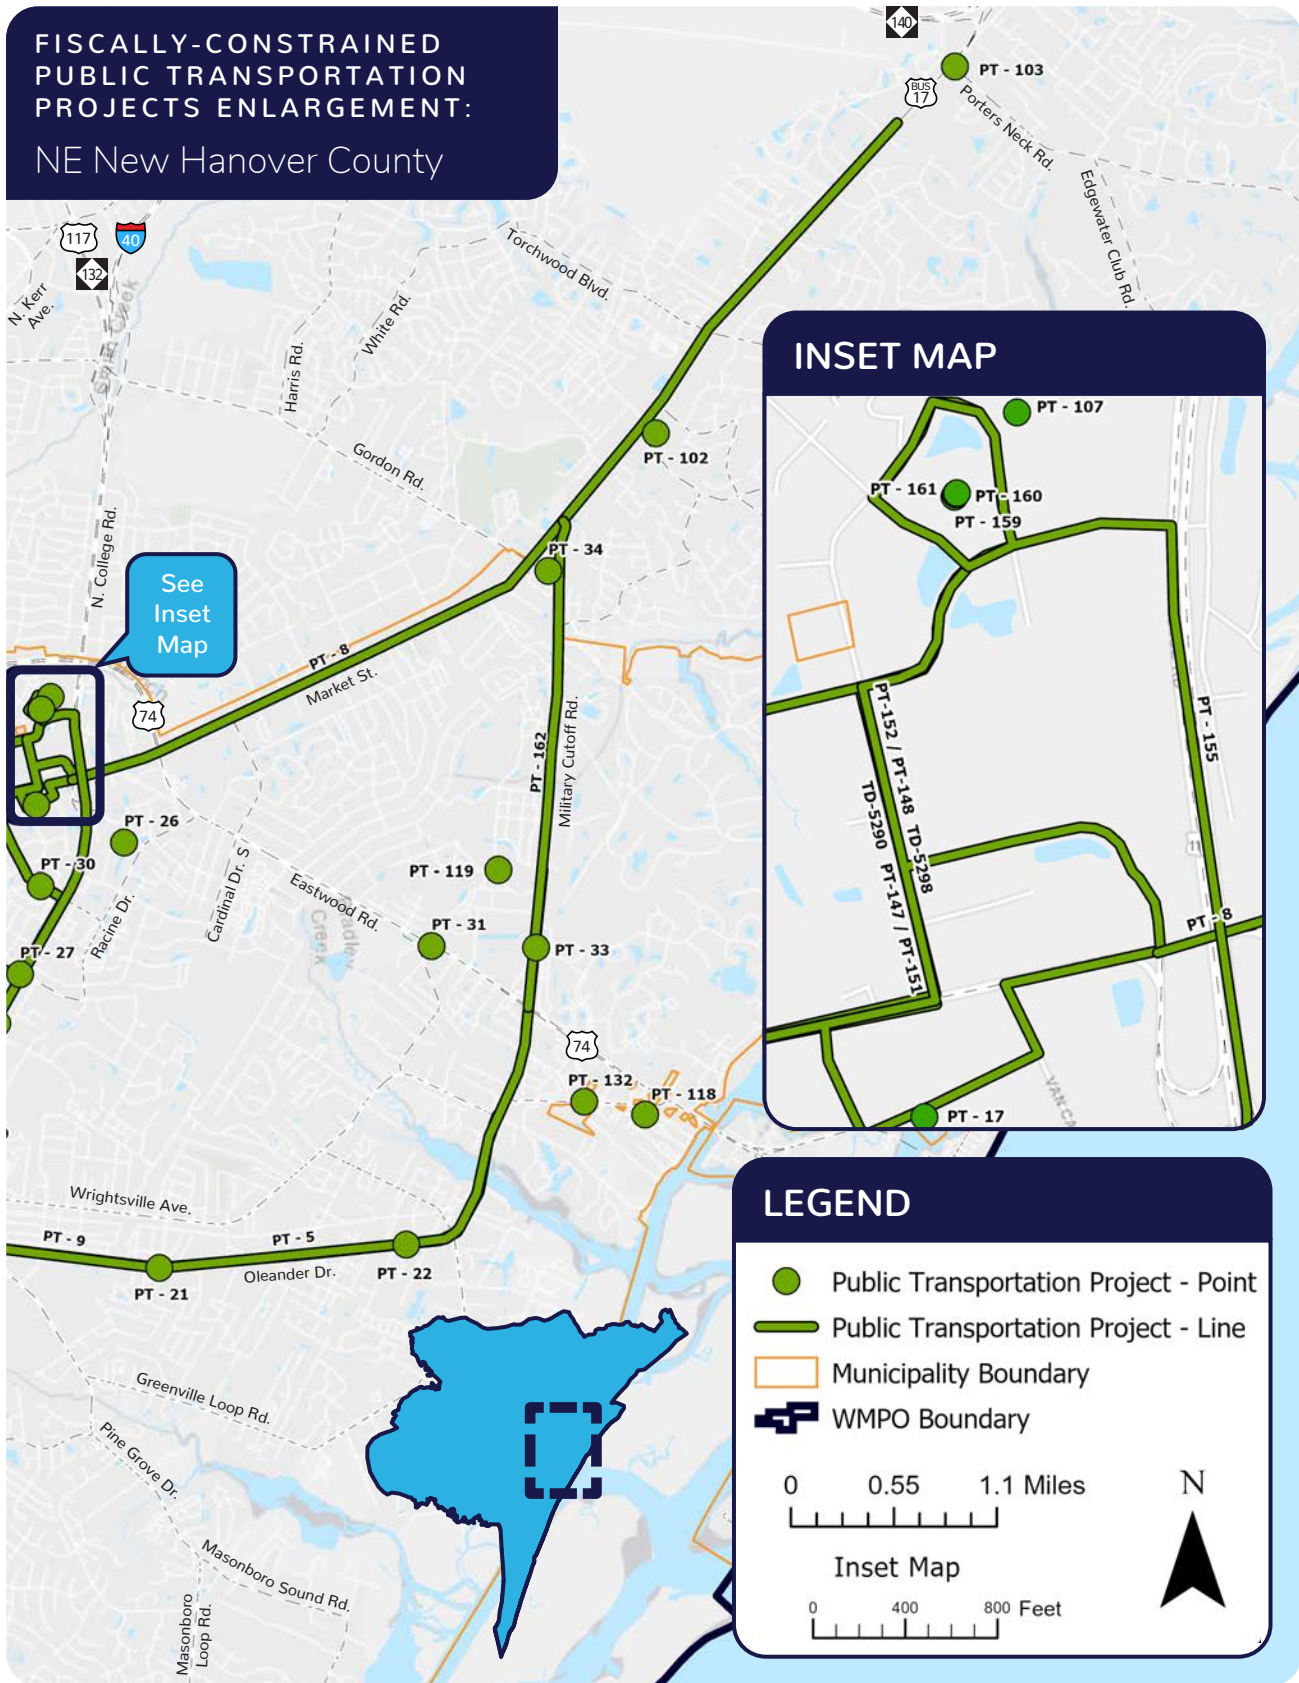 FISCALLY-CONSTRAINED
PUBLIC TRANSPORTATION
PROJECTS ENLARGEMENT:
NE New Hanover County
140
PT - 103
BUS
17
Porters Neck Rd.
Edgewater Club Rd.
117
40
132
N. Kerr
Ave.
Torchwood Blvd.
White Rd.
Harris Rd.
Gordon Rd.
PT - 102
N. College Rd.
PT - 34
See
Inset
Map
PT - 8
Market St.
74
PT - 162
Military Cutoff Rd.
PT - 26
PT - 30
PT - 119
Cardinal Dr. S
Racine Dr.
Eastwood Rd.
Creek
PT - 31
PT - 33
PT - 27
74
PT - 132
PT - 118
Wrightsville Ave.
PT - 9
PT - 5
Oleander Dr.
PT - 22
PT - 21
Greenville Loop Rd.
Pine Grove Dr.
Masonboro Sound Rd.
Masonboro
Loop Rd.
INSET MAP
PT - 107
PT - 161
PT - 160
PT - 159
PT-152 / PT-148
TD-5298
TD-5290
PT-147 / PT-151
PT - 155
PT - 8
VAN CA
PT - 17
LEGEND
Public Transportation Project - Point
Public Transportation Project - Line
Municipality Boundary
WMPO Boundary
0 0.55 1.1 Miles
N
Inset Map
0 400 800 Feet